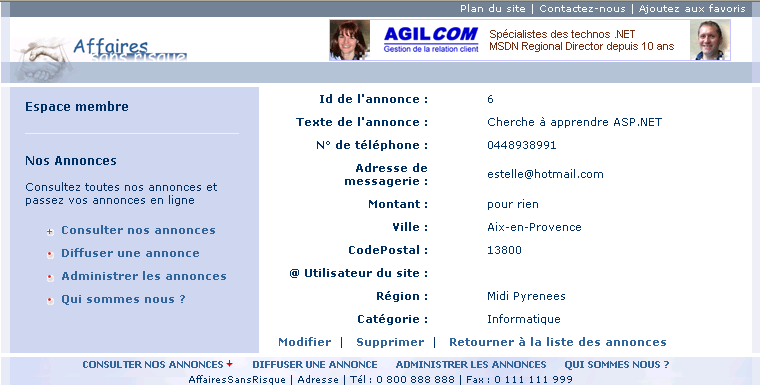 Plan du site | Contactez-nous | Ajoutez aux favoris
Affaires
sans risque
AGILCOM
Gestion de la relation client
Spécialistes des technos .NET
MSDN Regional Director depuis 10 ans
Espace membre
Nos Annonces
Consultez toutes nos annonces et
passez vos annonces en ligne
Consulter nos annonces
Diffuser une annonce
Administrer les annonces
Qui sommes nous ?
Id de l'annonce : 6
Texte de l'annonce : Cherche à apprendre ASP.NET
N° de téléphone : 0448938991
Adresse de
messagerie : estelle@hotmail.com
Montant : pour rien
Ville : Aix-en-Provence
CodePostal : 13800
@ Utilisateur du site :
Région : Midi Pyrenees
Catégorie : Informatique
Modifier | Supprimer | Retourner à la liste des annonces
CONSULTER NOS ANNONCES DIFFUSER UNE ANNONCE ADMINISTRER LES ANNONCES QUI SOMMES NOUS ?
AffairesSansRisque | Adresse | Tél : 0 800 888 888 | Fax : 0 111 111 999